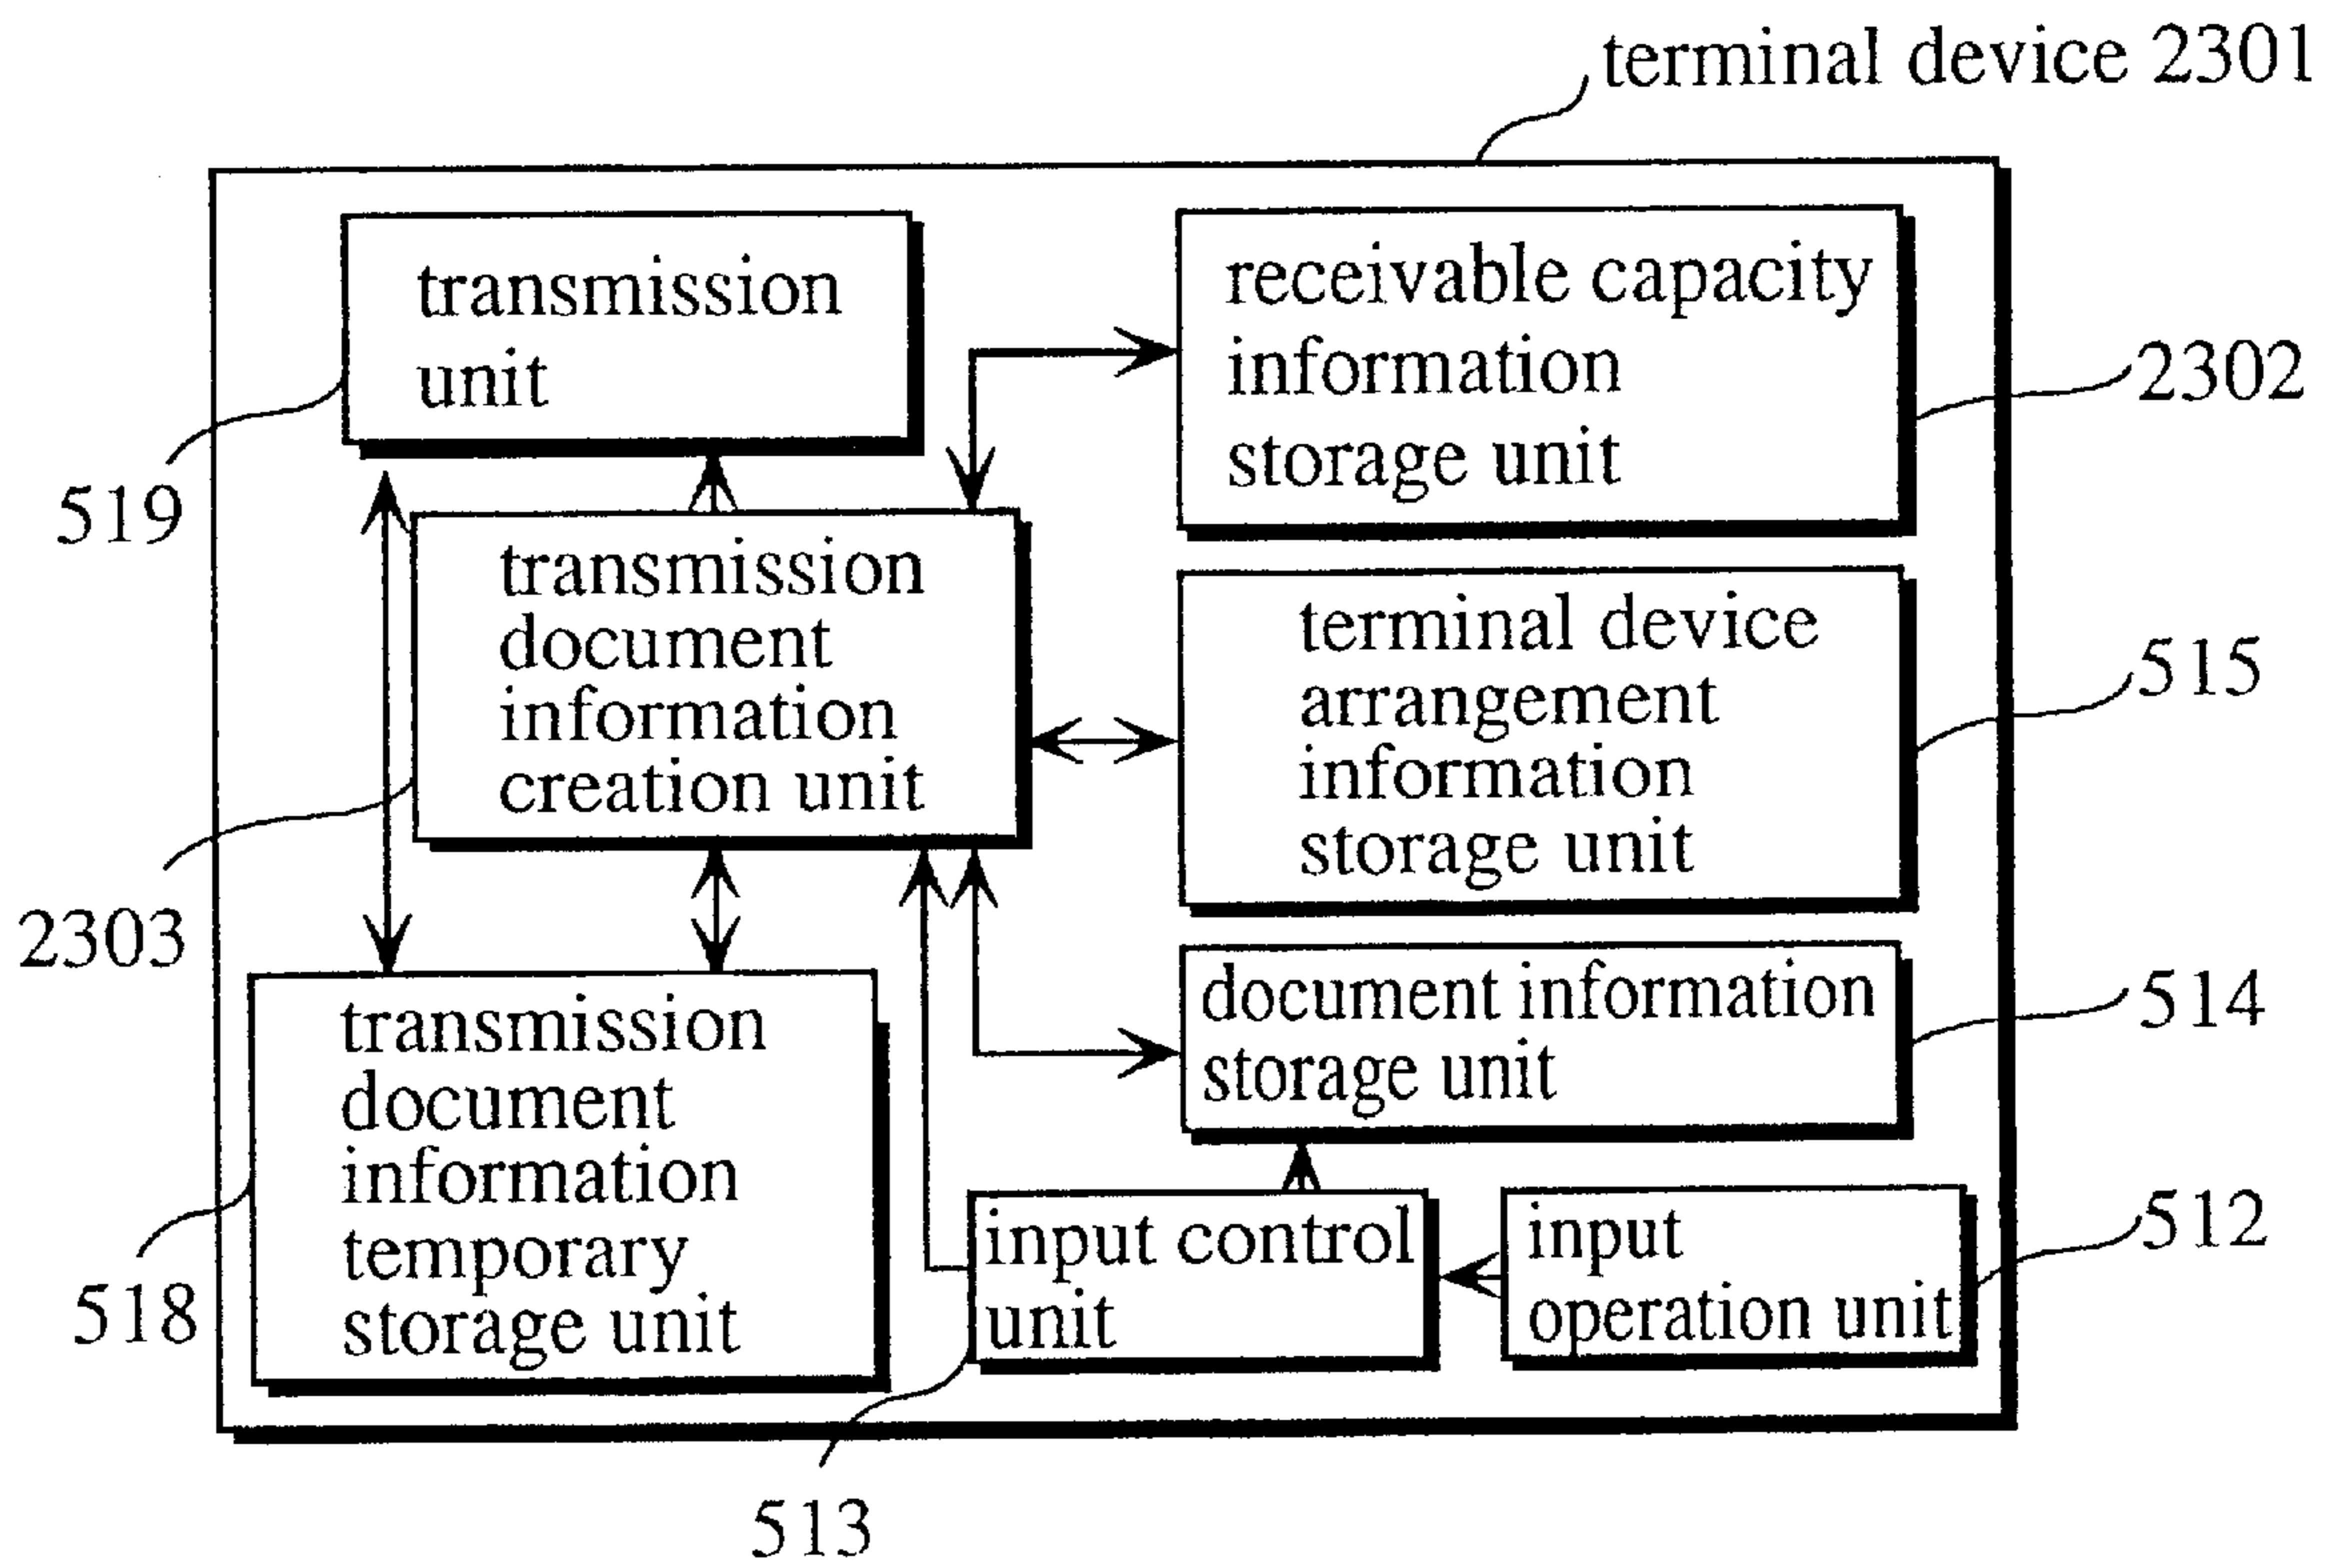 terminal device 2301
transmission
unit
519
receivable capacity
information
storage unit
2302
transmission
document
information
creation unit
2303
terminal device
arrangement
information
storage unit
515
transmission
document
information
temporary
storage unit
518
document information
storage unit
514
input control
unit
513
input
operation unit
512